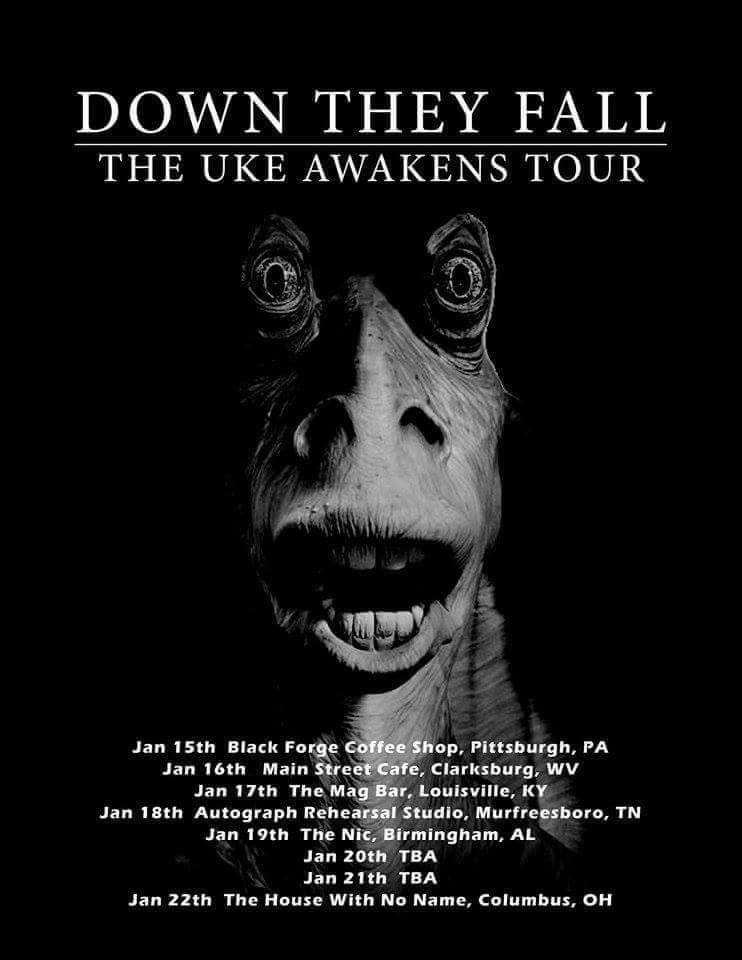 DOWN THEY FALL
THE UKE AWAKENS TOUR
Jan 15th Black Forge Coffee Shop, Pittsburgh, PA
Jan 16th Main Street Cafe, Clarksburg, WV
Jan 17th The Mag Bar, Louisville, KY
Jan 18th Autograph Rehearsal Studio, Murfreesboro, TN
Jan 19th The Nic, Birmingham, AL
Jan 20th TBA
Jan 21th TBA
Jan 22th The House With No Name, Columbus, OH